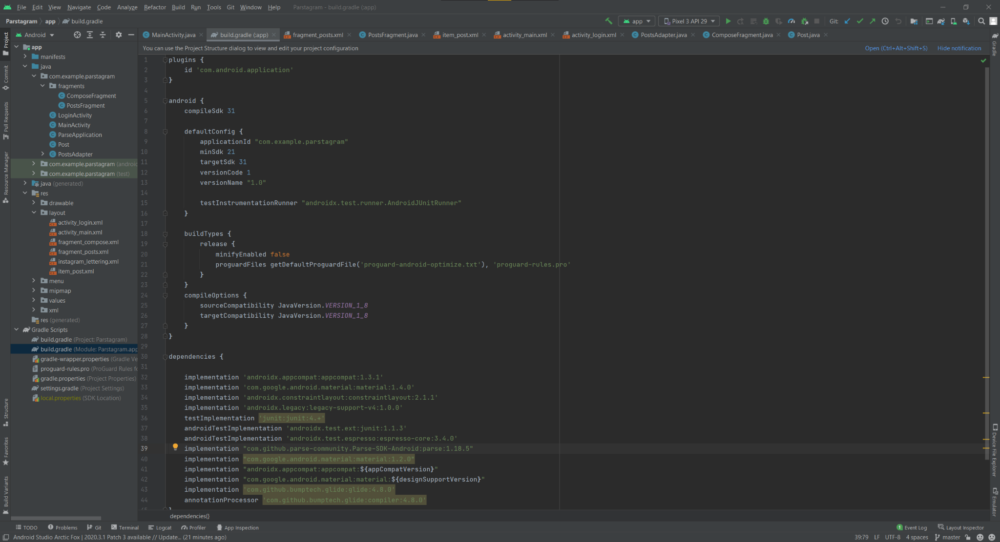 File Edit View Navigate Code Analyze Refactor Build Run Tools Git Window Help Parstagram - build.gradle (:app)
Parstagram app build.gradle
app Pixel 3 API 29 Git:
Android
MainActivity.java build.gradle (:app) fragment_posts.xml PostsFragment.java item_post.xml activity_main.xml activity_login.xml PostsAdapter.java ComposeFragment.java Post.java
You can use the Project Structure dialog to view and edit your project configuration Open (Ctrl+Alt+Shift+S) Hide notification
Project
Commit
Pull Requests
Resource Manager
Structure
Favorites
Build Variants
app
manifests
java
com.example.parstagram
fragments
ComposeFragment
PostsFragment
LoginActivity
MainActivity
ParseApplication
Post
PostsAdapter
com.example.parstagram (androic
com.example.parstagram (test)
java (generated)
res
drawable
layout
activity_login.xml
activity_main.xml
fragment_compose.xml
fragment_posts.xml
instagram_lettering.xml
item_post.xml
menu
mipmap
values
xml
res (generated)
Gradle Scripts
build.gradle (Project: Parstagram)
build.gradle (Module: Parstagram.app
gradle-wrapper.properties (Gradle Ve
proguard-rules.pro (ProGuard Rules fo
gradle.properties (Project Properties)
settings.gradle (Project Settings)
local.properties (SDK Location)
1 plugins {
2 id 'com.android.application'
3 }
4
5 android {
6 compileSdk 31
7
8 defaultConfig {
9 applicationId "com.example.parstagram"
10 minSdk 21
11 targetSdk 31
12 versionCode 1
13 versionName "1.0"
14
15 testInstrumentationRunner "androidx.test.runner.AndroidJUnitRunner"
16 }
17
18 buildTypes {
19 release {
20 minifyEnabled false
21 proguardFiles getDefaultProguardFile('proguard-android-optimize.txt'), 'proguard-rules.pro'
22 }
23 }
24 compileOptions {
25 sourceCompatibility JavaVersion.VERSION_1_8
26 targetCompatibility JavaVersion.VERSION_1_8
27 }
28 }
29
30 dependencies {
31
32 implementation 'androidx.appcompat:appcompat:1.3.1'
33 implementation 'com.google.android.material:material:1.4.0'
34 implementation 'androidx.constraintlayout:constraintlayout:2.1.1'
35 implementation 'androidx.legacy:legacy-support-v4:1.0.0'
36 testImplementation 'junit:junit:4.+'
37 androidTestImplementation 'androidx.test.ext:junit:1.1.3'
38 androidTestImplementation 'androidx.test.espresso:espresso-core:3.4.0'
39 implementation "com.github.parse-community.Parse-SDK-Android:parse:1.18.5"
40 implementation "com.google.android.material:material:1.2.0"
41 implementation "androidx.appcompat:appcompat:${appCompatVersion}"
42 implementation "com.google.android.material:material:${designSupportVersion}"
43 implementation 'com.github.bumptech.glide:glide:4.8.0'
44 annotationProcessor 'com.github.bumptech.glide:compiler:4.8.0'
45 }
dependencies{}
Gradle
Device File Explorer
Emulator
TODO Problems Git Terminal Logcat Profiler App Inspection 1 Event Log Layout Inspector
Android Studio Arctic Fox | 2020.3.1 Patch 3 available // Update... (21 minutes ago) 39:79 LF UTF-8 4 spaces master